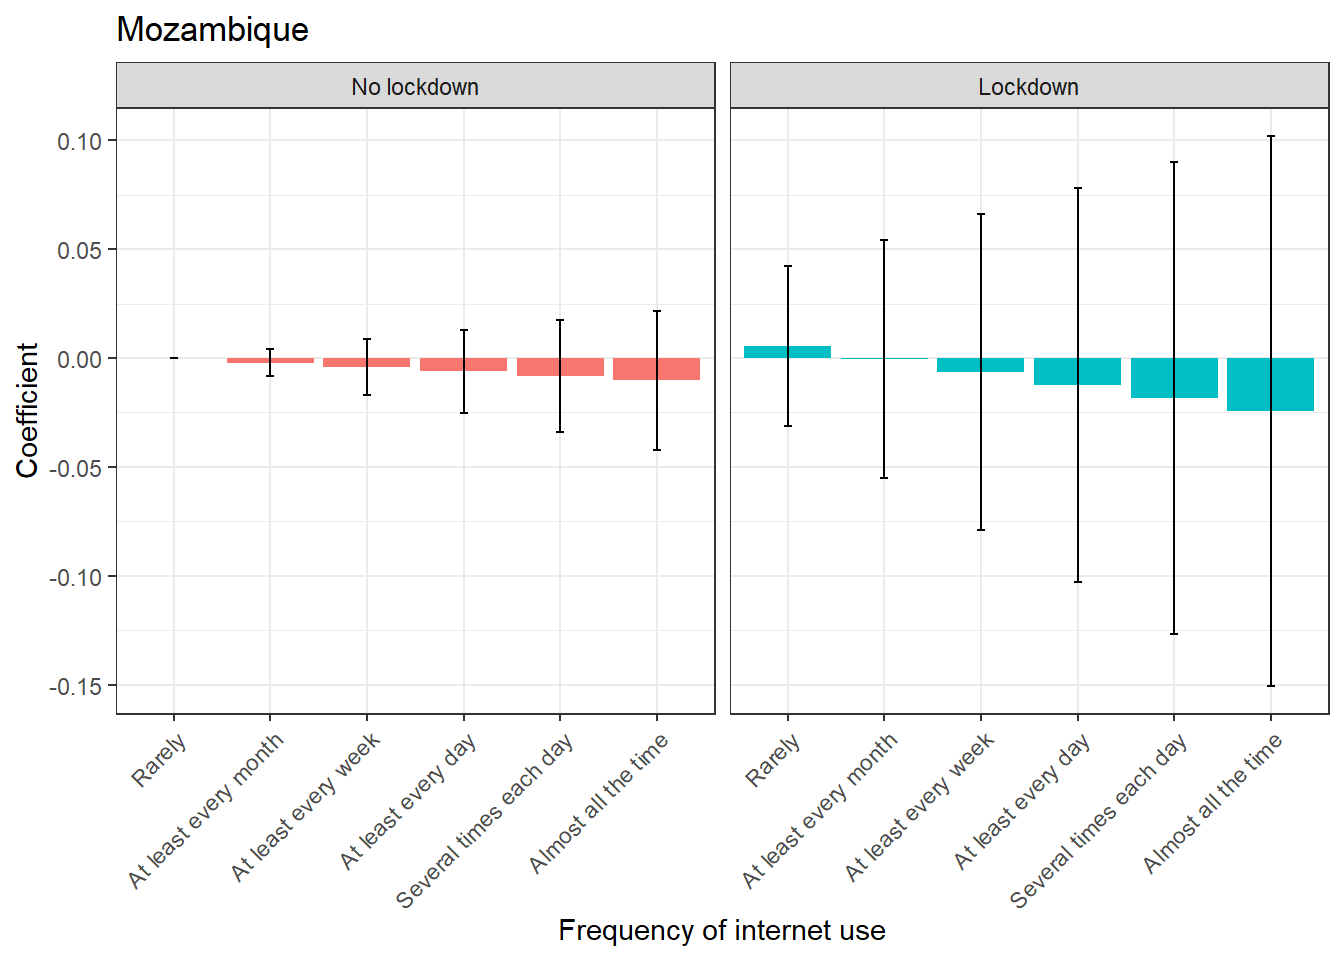 Mozambique
No lockdown
Lockdown
0.10
0.05
0.00
-0.05
-0.10
-0.15
Coefficient
Rarely
At least every month
At least every week
At least every day
Several times each day
Almost all the time
Rarely
At least every month
At least every week
At least every day
Several times each day
Almost all the time
Frequency of internet use